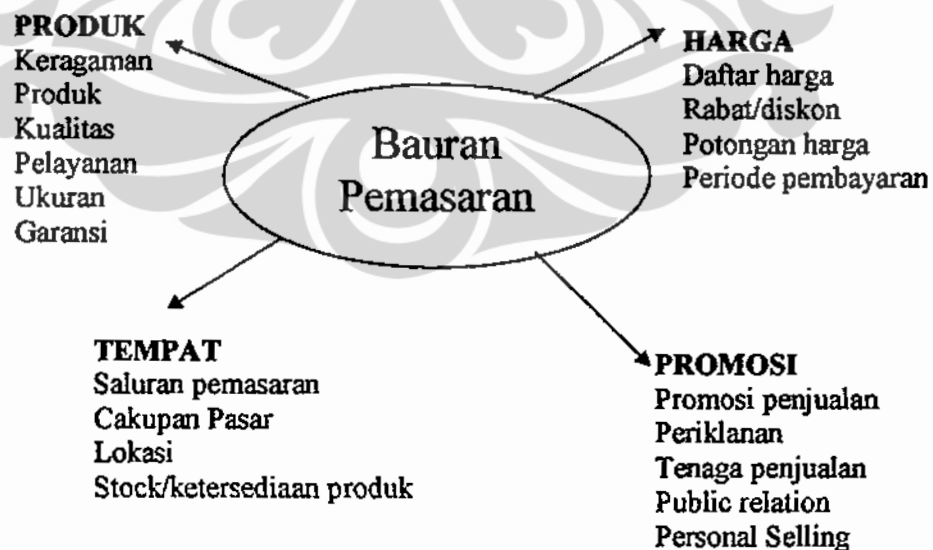 PRODUK
Keragaman
Produk
Kualitas
Pelayanan
Ukuran
Garansi
HARGA
Daftar harga
Rabat/diskon
Potongan harga
Periode pembayaran
Bauran
Pemasaran
TEMPAT
Saluran pemasaran
Cakupan Pasar
Lokasi
Stock/ketersediaan produk
PROMOSI
Promosi penjualan
Periklanan
Tenaga penjualan
Public relation
Personal Selling